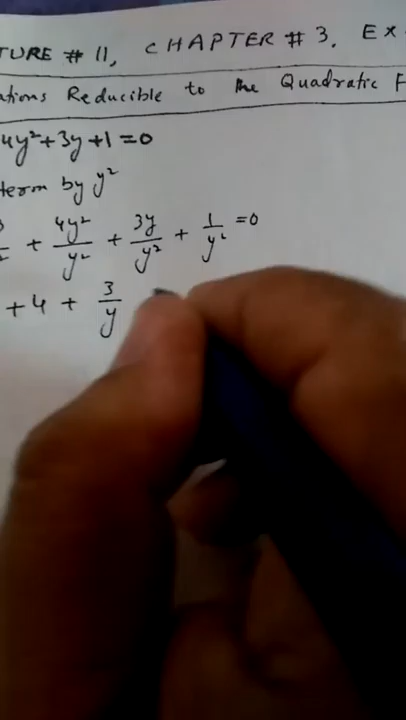 TURE # 11, CHAPTER # 3, EX
ations Reducible to the Quadratic F
4y²+3y+1=0
term by y²
+ 4y²/y² + 3y/y² + 1/y² =0
+4 + 3/y